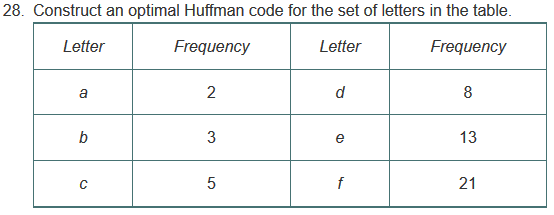 28. Construct an optimal Huffman code for the set of letters in the table.
Letter Frequency Letter Frequency
a 2 d 8
b 3 e 13
c 5 f 21